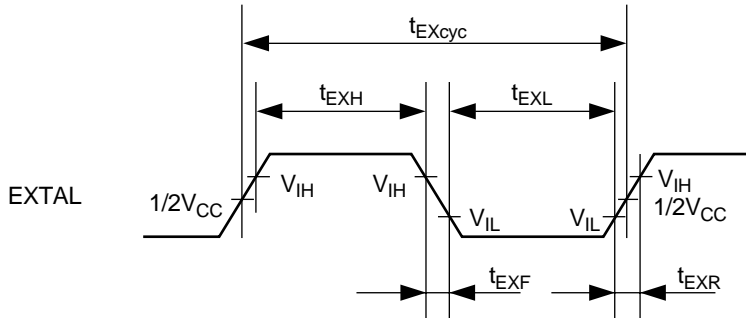 tEXcyc
tEXH tEXL
EXTAL 1/2VCC VIH VIH VIL VIL VIH 1/2VCC
tEXF tEXR